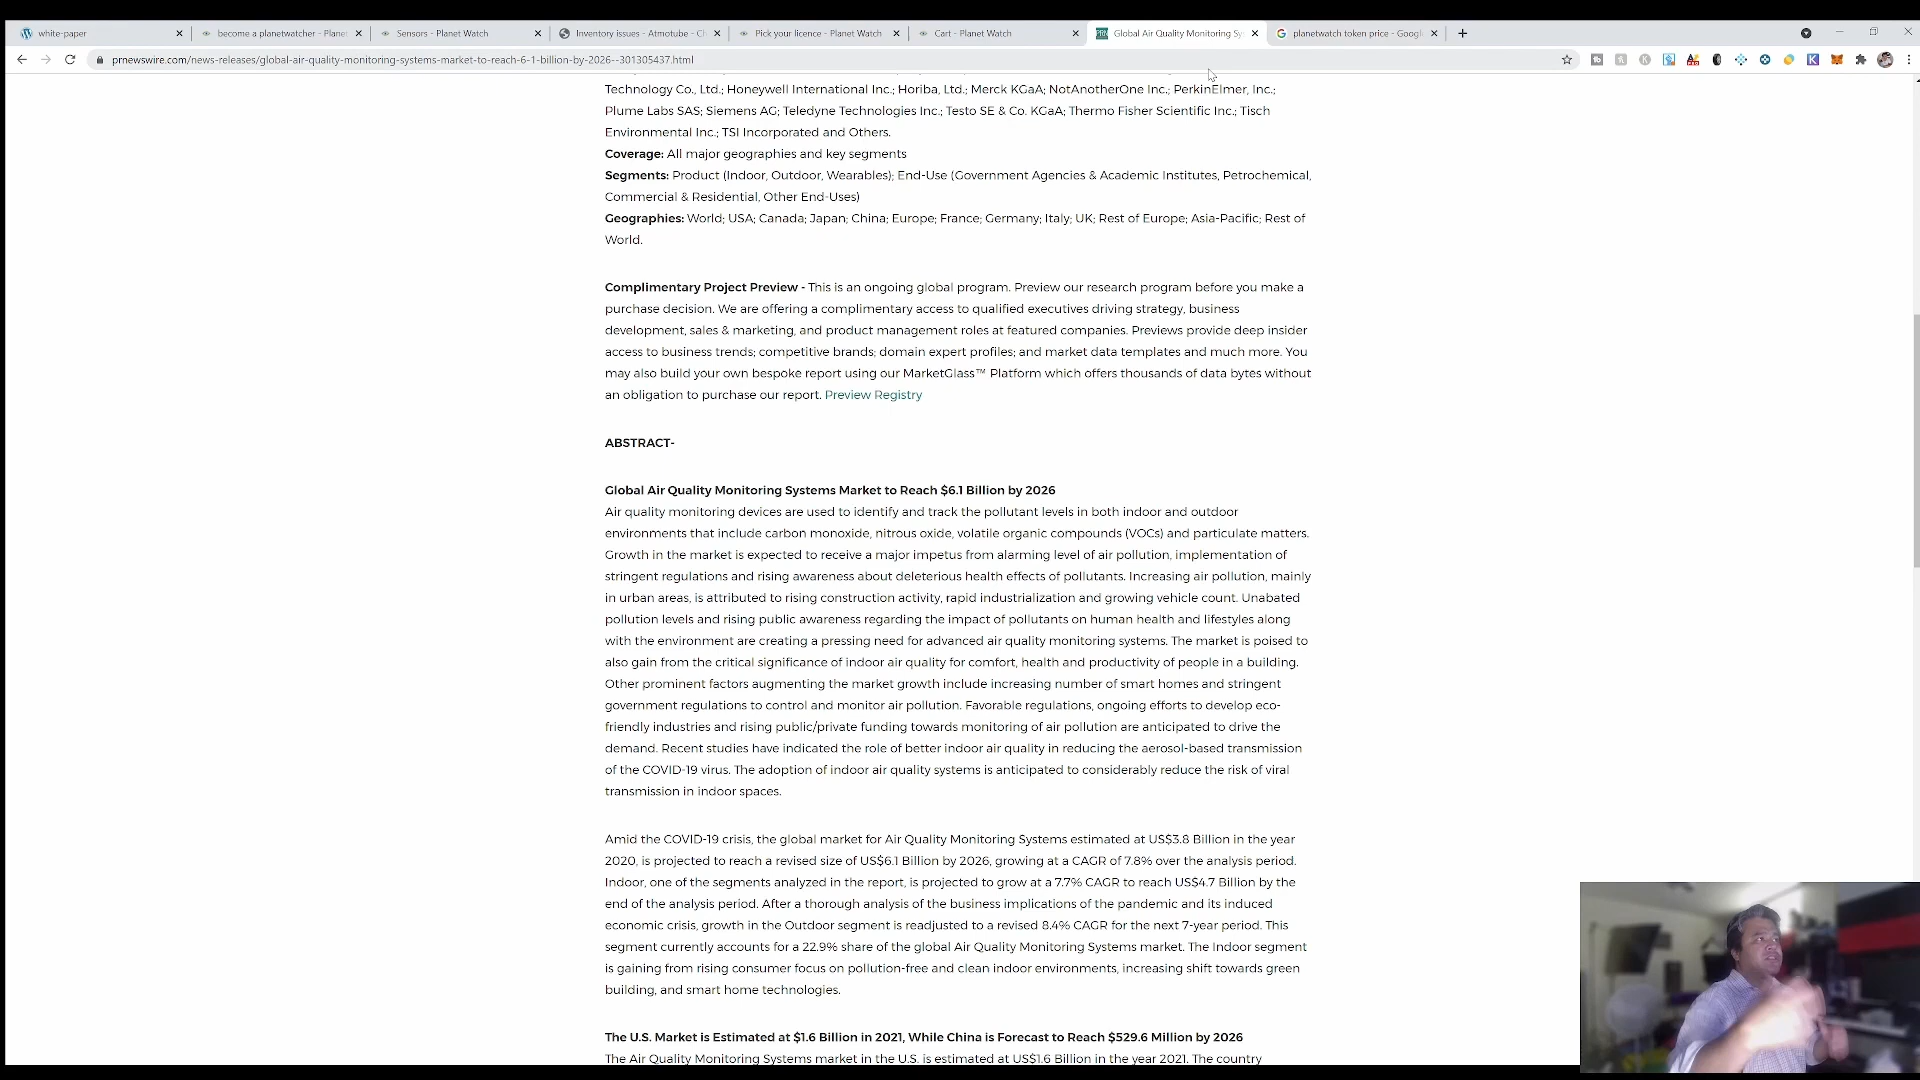 white-paper
become a planetwatcher - Plane
Sensors - Planet Watch
Inventory issues - Atmotube - Ch
Pick your licence - Planet Watch
Cart - Planet Watch
Global Air Quality Monitoring Sy
planetwatch token price - Googl
prnewswire.com/news-releases/global-air-quality-monitoring-systems-market-to-reach-6-1-billion-by-2026--301305437.html
Technology Co., Ltd.; Honeywell International Inc.; Horiba, Ltd.; Merck KGaA; NotAnotherOne Inc.; PerkinElmer, Inc.;
Plume Labs SAS; Siemens AG; Teledyne Technologies Inc.; Testo SE & Co. KGaA; Thermo Fisher Scientific Inc.; Tisch
Environmental Inc.; TSI Incorporated and Others.
Coverage: All major geographies and key segments
Segments: Product (Indoor, Outdoor, Wearables); End-Use (Government Agencies & Academic Institutes, Petrochemical,
Commercial & Residential, Other End-Uses)
Geographies: World; USA; Canada; Japan; China; Europe; France; Germany; Italy; UK; Rest of Europe; Asia-Pacific; Rest of
World.
Complimentary Project Preview - This is an ongoing global program. Preview our research program before you make a
purchase decision. We are offering a complimentary access to qualified executives driving strategy, business
development, sales & marketing, and product management roles at featured companies. Previews provide deep insider
access to business trends; competitive brands; domain expert profiles; and market data templates and much more. You
may also build your own bespoke report using our MarketGlass™ Platform which offers thousands of data bytes without
an obligation to purchase our report. Preview Registry
ABSTRACT-
Global Air Quality Monitoring Systems Market to Reach $6.1 Billion by 2026
Air quality monitoring devices are used to identify and track the pollutant levels in both indoor and outdoor
environments that include carbon monoxide, nitrous oxide, volatile organic compounds (VOCs) and particulate matters.
Growth in the market is expected to receive a major impetus from alarming level of air pollution, implementation of
stringent regulations and rising awareness about deleterious health effects of pollutants. Increasing air pollution, mainly
in urban areas, is attributed to rising construction activity, rapid industrialization and growing vehicle count. Unabated
pollution levels and rising public awareness regarding the impact of pollutants on human health and lifestyles along
with the environment are creating a pressing need for advanced air quality monitoring systems. The market is poised to
also gain from the critical significance of indoor air quality for comfort, health and productivity of people in a building.
Other prominent factors augmenting the market growth include increasing number of smart homes and stringent
government regulations to control and monitor air pollution. Favorable regulations, ongoing efforts to develop eco-
friendly industries and rising public/private funding towards monitoring of air pollution are anticipated to drive the
demand. Recent studies have indicated the role of better indoor air quality in reducing the aerosol-based transmission
of the COVID-19 virus. The adoption of indoor air quality systems is anticipated to considerably reduce the risk of viral
transmission in indoor spaces.
Amid the COVID-19 crisis, the global market for Air Quality Monitoring Systems estimated at US$3.8 Billion in the year
2020, is projected to reach a revised size of US$6.1 Billion by 2026, growing at a CAGR of 7.8% over the analysis period.
Indoor, one of the segments analyzed in the report, is projected to grow at a 7.7% CAGR to reach US$4.7 Billion by the
end of the analysis period. After a thorough analysis of the business implications of the pandemic and its induced
economic crisis, growth in the Outdoor segment is readjusted to a revised 8.4% CAGR for the next 7-year period. This
segment currently accounts for a 22.9% share of the global Air Quality Monitoring Systems market. The Indoor segment
is gaining from rising consumer focus on pollution-free and clean indoor environments, increasing shift towards green
building, and smart home technologies.
The U.S. Market is Estimated at $1.6 Billion in 2021, While China is Forecast to Reach $529.6 Million by 2026
The Air Quality Monitoring Systems market in the U.S. is estimated at US$1.6 Billion in the year 2021. The country